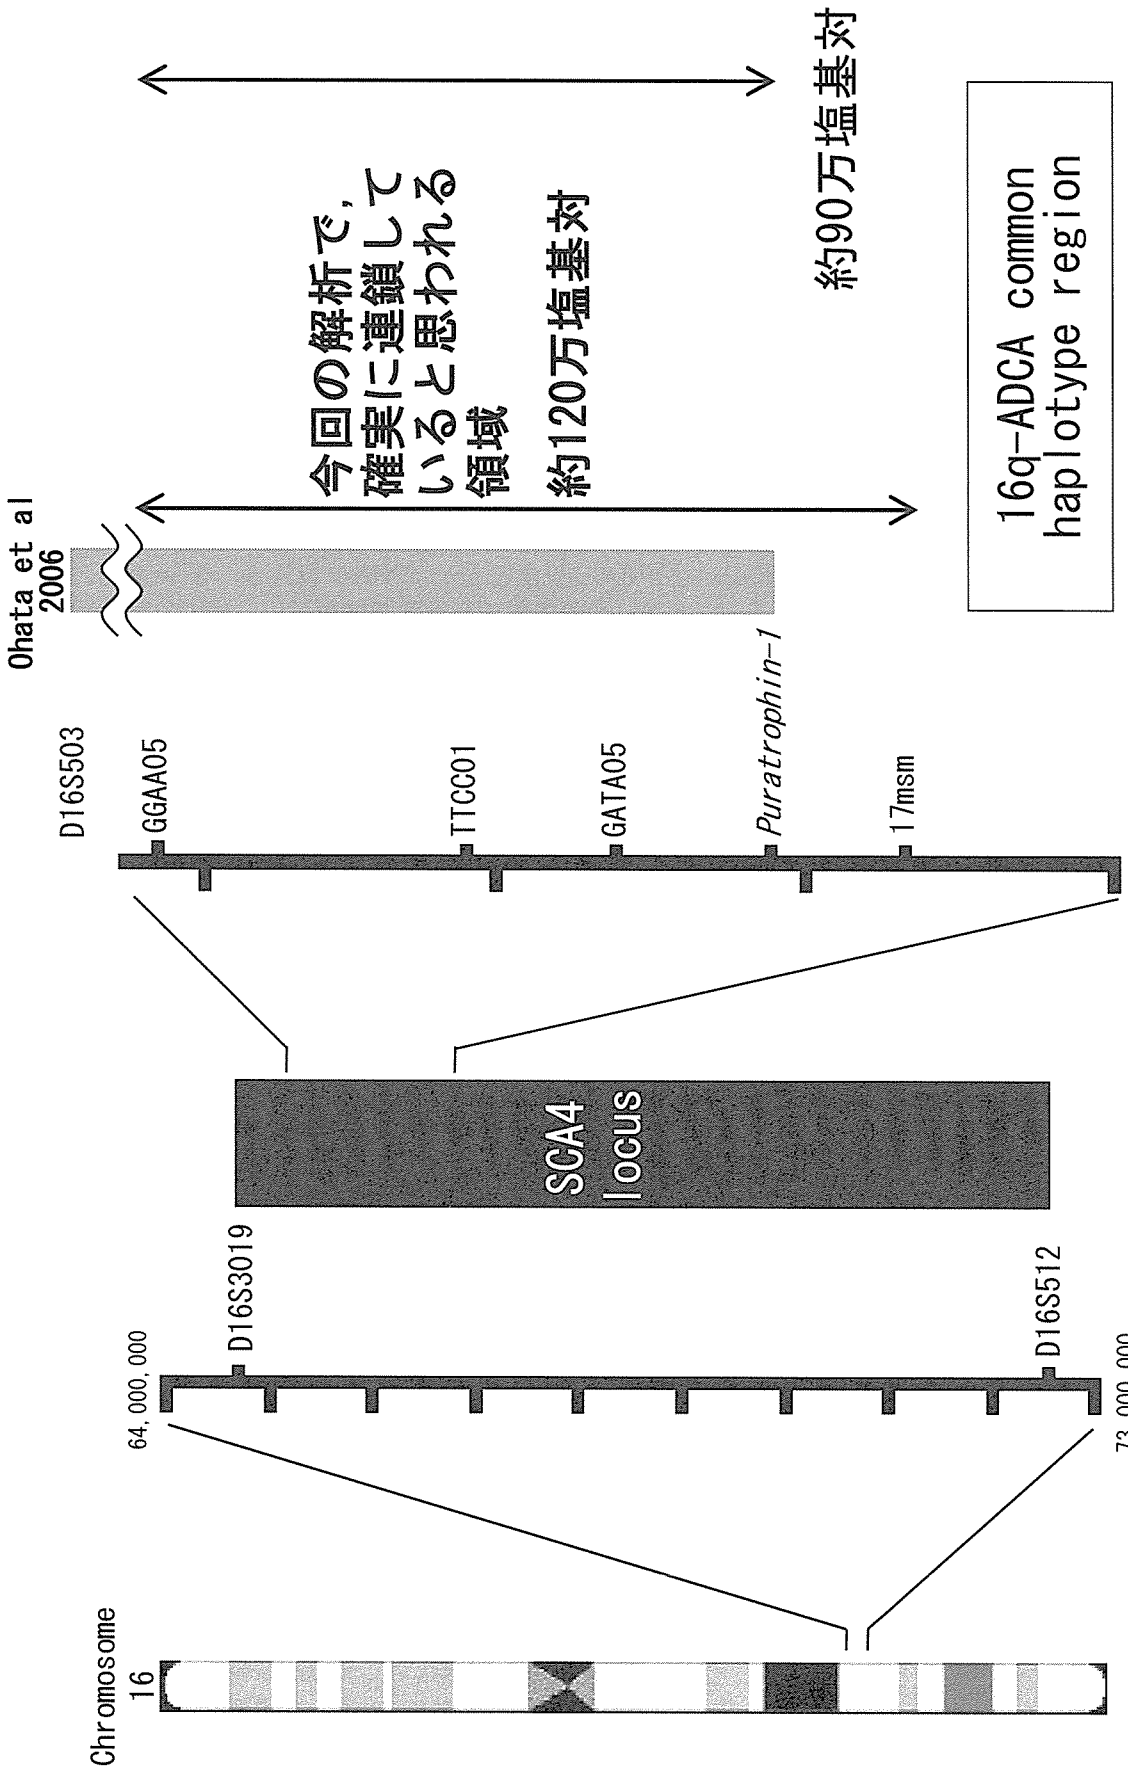 Chromosome
16
64,000,000
73,000,000
D16S3019
D16S512
SCA4
locus
D16S503
GGAA05
TTCC01
GATA05
Puratrophin-1
17msm
Ohata et al
2006
今回の解析で,
確実に連鎖して
いると思われる
領域
約120万塩基対
約90万塩基対
16q-ADCA common
haplotype region